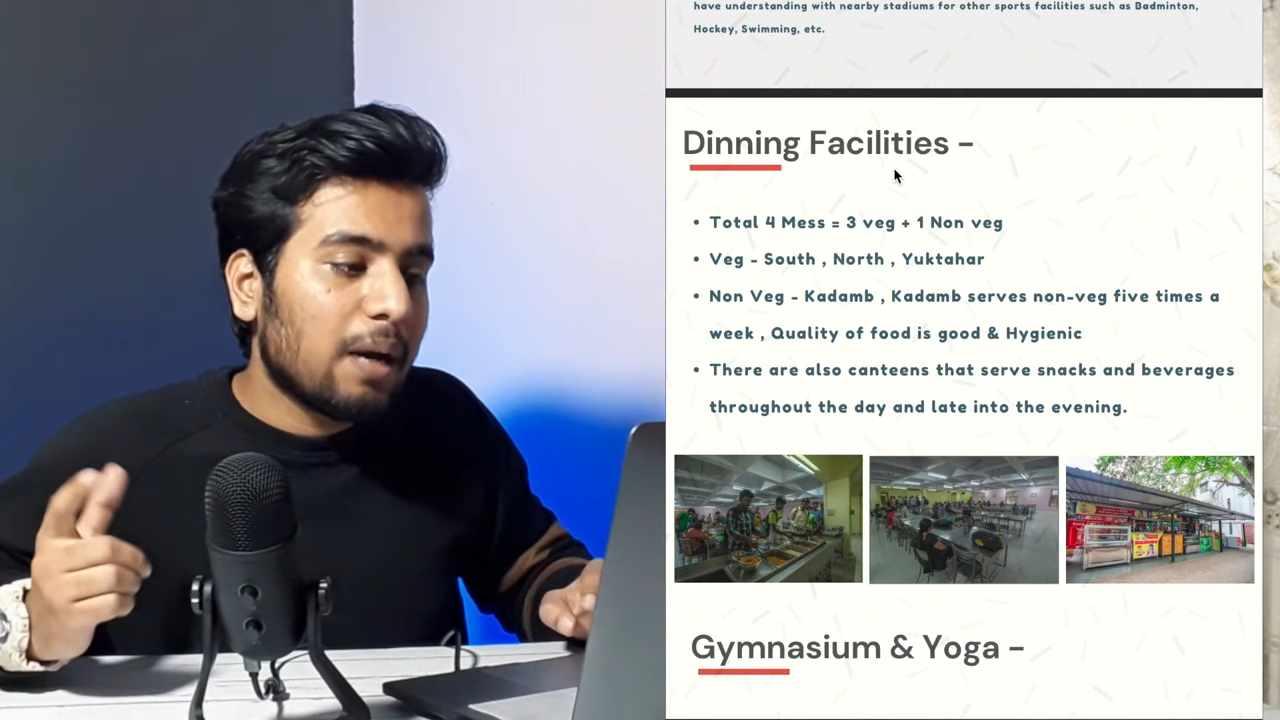 have understanding with nearby stadiums for other sports facilities such as Badminton,
Hockey, Swimming, etc.
Dinning Facilities -
• Total 4 Mess = 3 veg + 1 Non veg
• Veg - South , North , Yuktahar
• Non Veg - Kadamb , Kadamb serves non-veg five times a
week , Quality of food is good & Hygienic
• There are also canteens that serve snacks and beverages
throughout the day and late into the evening.
Gymnasium & Yoga -